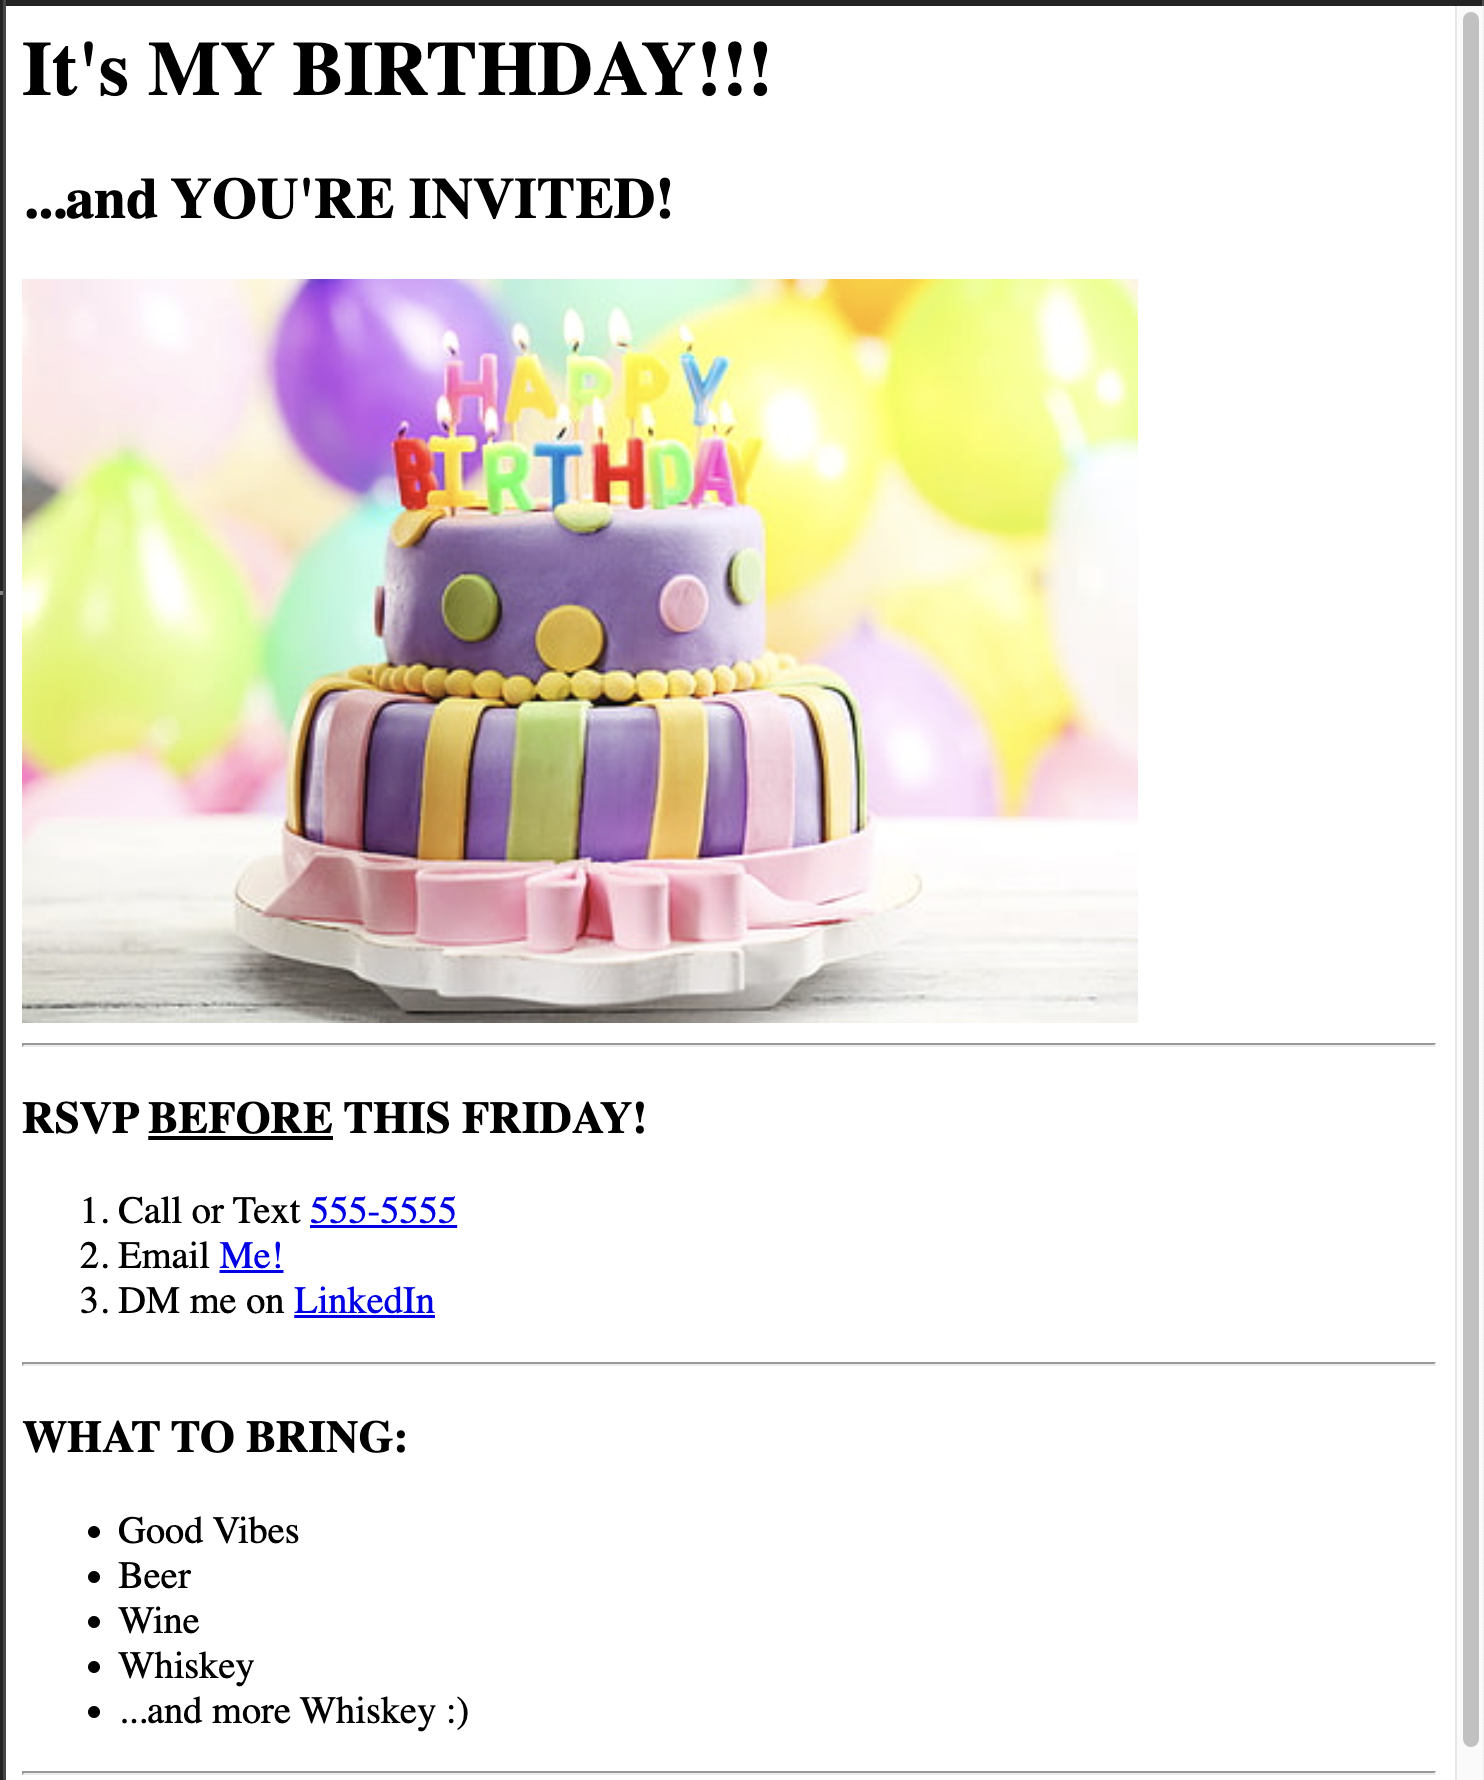 It's MY BIRTHDAY!!!
...and YOU'RE INVITED!
HAPPY
BIRTHDAY
RSVP BEFORE THIS FRIDAY!
1. Call or Text 555-5555
2. Email Me!
3. DM me on LinkedIn
WHAT TO BRING:
• Good Vibes
• Beer
• Wine
• Whiskey
• ...and more Whiskey :)